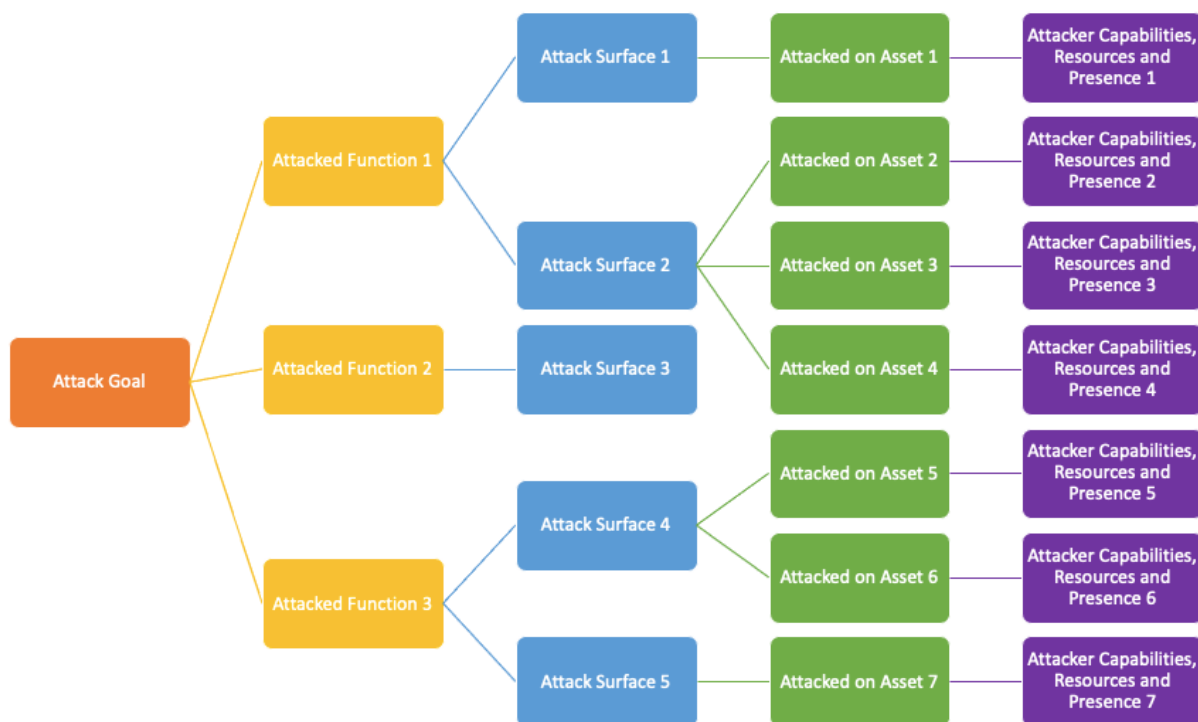 Attack Goal
Attacked Function 1
Attacked Function 2
Attacked Function 3
Attack Surface 1
Attack Surface 2
Attack Surface 3
Attack Surface 4
Attack Surface 5
Attacked on Asset 1
Attacked on Asset 2
Attacked on Asset 3
Attacked on Asset 4
Attacked on Asset 5
Attacked on Asset 6
Attacked on Asset 7
Attacker Capabilities,
Resources and
Presence 1
Attacker Capabilities,
Resources and
Presence 2
Attacker Capabilities,
Resources and
Presence 3
Attacker Capabilities,
Resources and
Presence 4
Attacker Capabilities,
Resources and
Presence 5
Attacker Capabilities,
Resources and
Presence 6
Attacker Capabilities,
Resources and
Presence 7